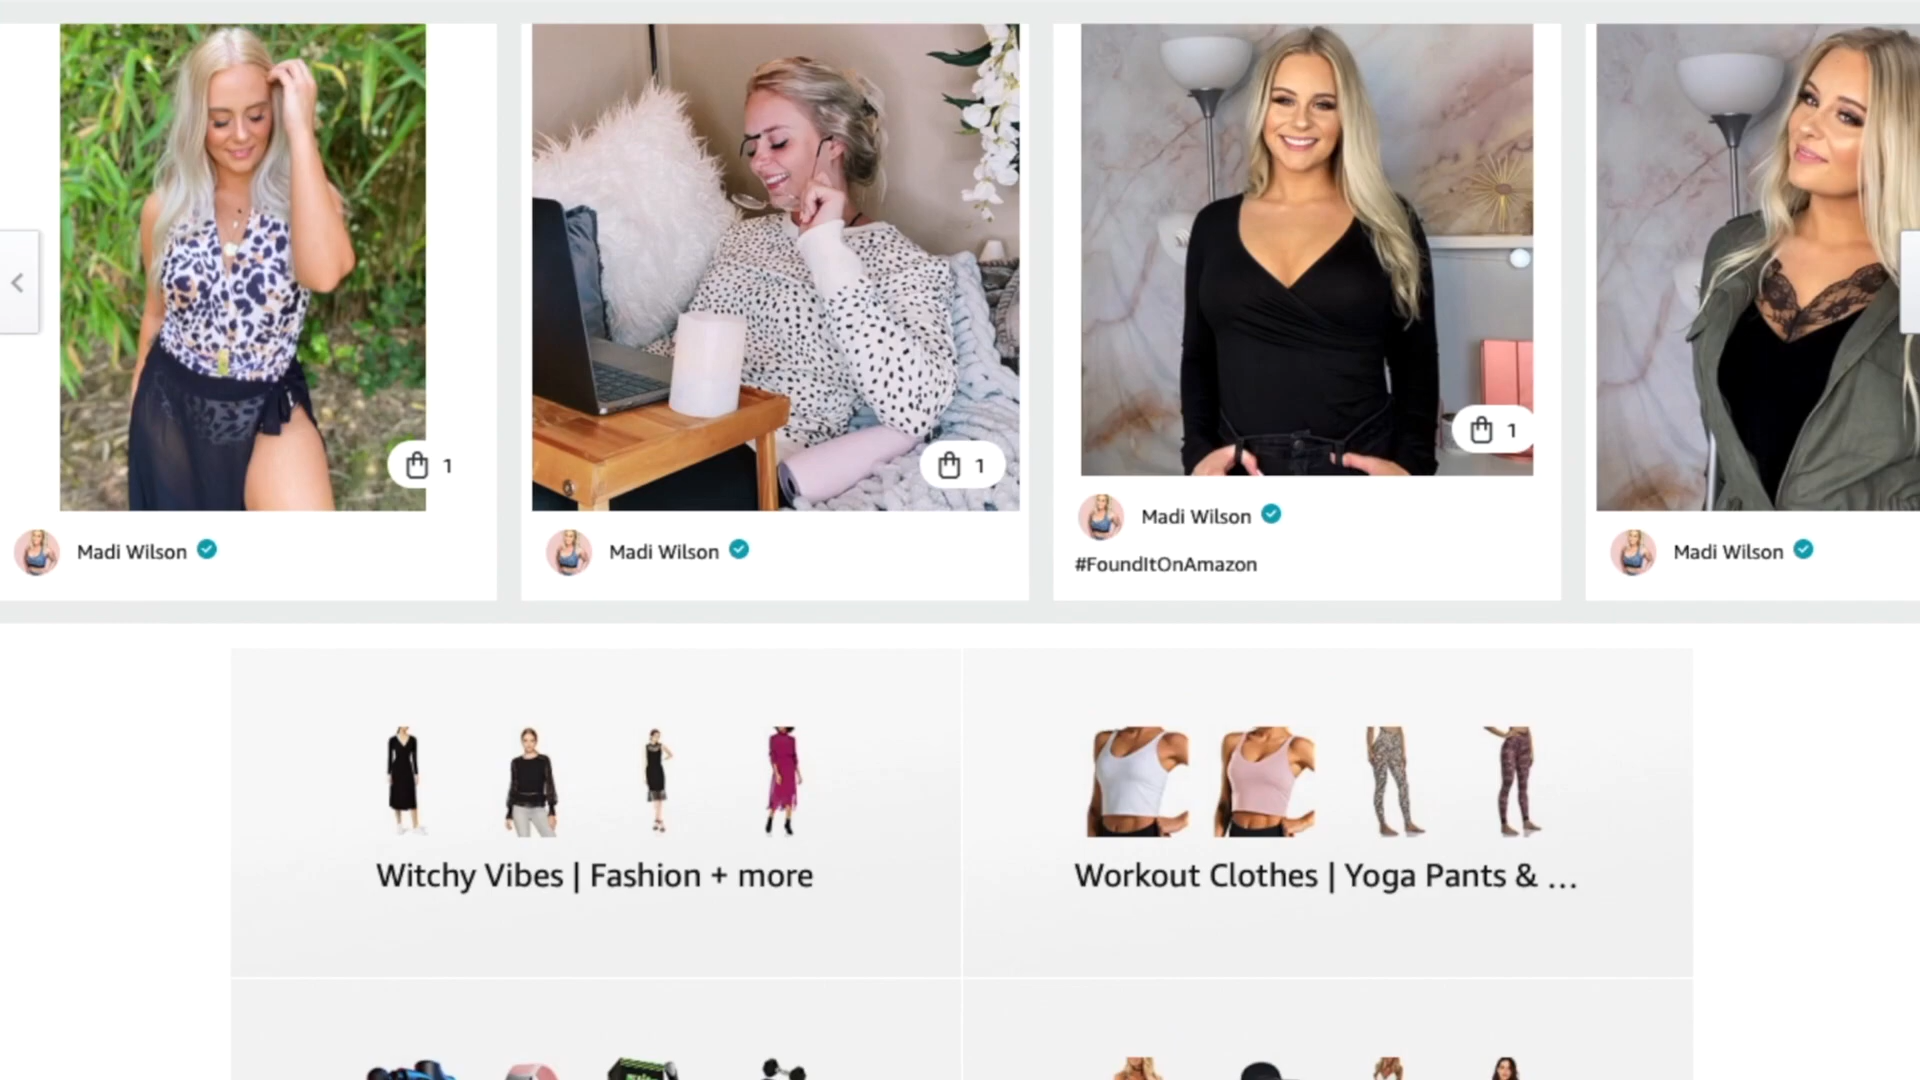 1
1
1
Madi Wilson
Madi Wilson
Madi Wilson
#FoundItOnAmazon
Madi Wilson
Witchy Vibes | Fashion + more
Workout Clothes | Yoga Pants & ...